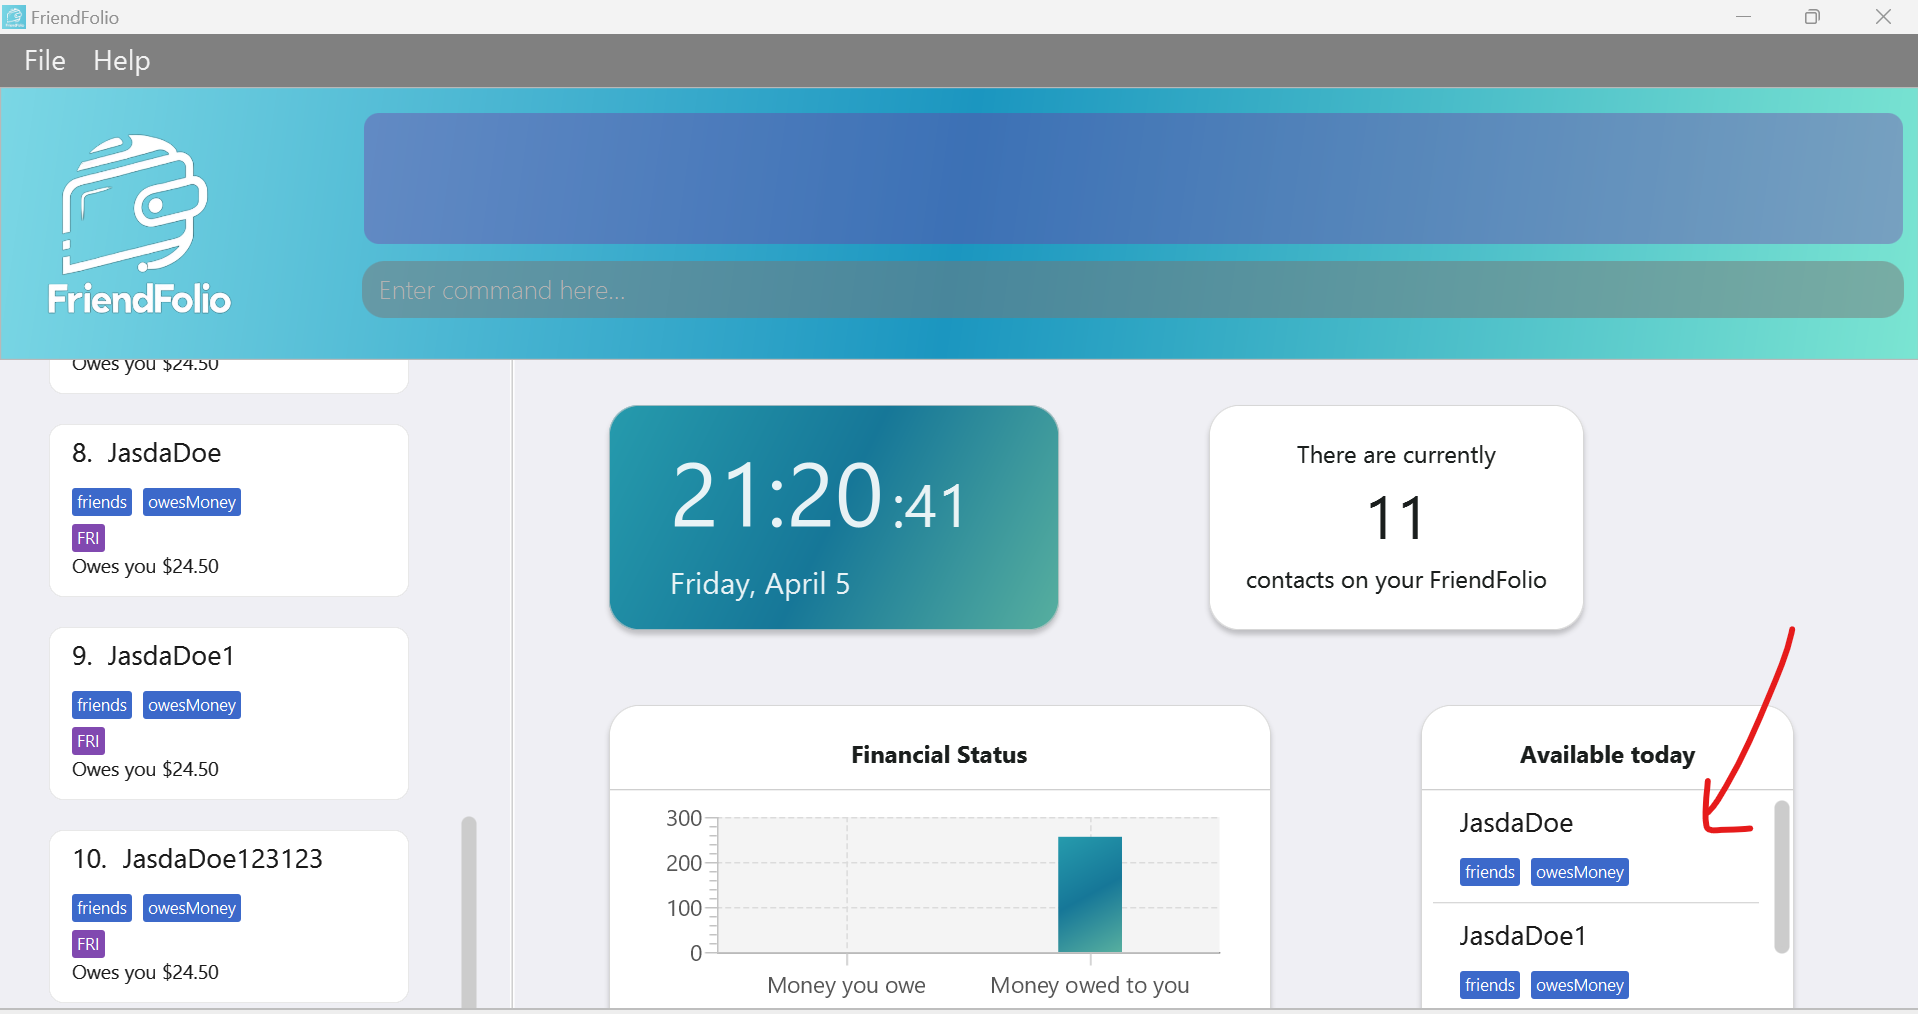 FriendFolio
File Help
FriendFolio
Enter command here...
Owes you $24.50
8. JasdaDoe
friends owesMoney
FRI
Owes you $24.50
9. JasdaDoe1
friends owesMoney
FRI
Owes you $24.50
10. JasdaDoe123123
friends owesMoney
FRI
Owes you $24.50
21:20:41
Friday, April 5
There are currently
11
contacts on your FriendFolio
Financial Status
300
200
100
0
Money you owe Money owed to you
Available today
JasdaDoe
friends owesMoney
JasdaDoe1
friends owesMoney